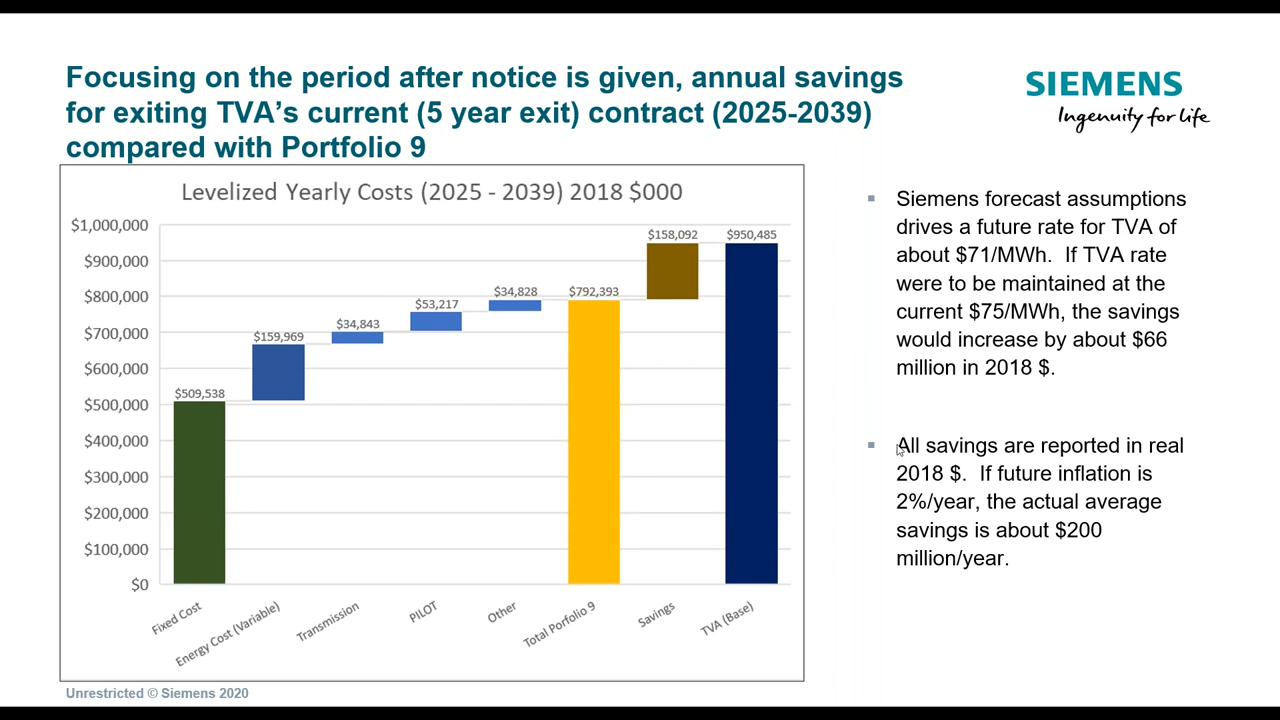 Focusing on the period after notice is given, annual savings
for exiting TVA's current (5 year exit) contract (2025-2039)
compared with Portfolio 9
SIEMENS
Ingenuity for life
Levelized Yearly Costs (2025 - 2039) 2018 $000
$1,000,000
$900,000
$800,000
$700,000
$600,000
$500,000
$400,000
$300,000
$200,000
$100,000
$0
$509,538
$159,969
$34,843
$53,217
$34,828
$792,393
$158,092
$950,485
Fixed Cost
Energy Cost (Variable)
Transmission
PILOT
Other
Total Porfolio 9
Savings
TVA (Base)
Siemens forecast assumptions
drives a future rate for TVA of
about $71/MWh. If TVA rate
were to be maintained at the
current $75/MWh, the savings
would increase by about $66
million in 2018 $.
All savings are reported in real
2018 $. If future inflation is
2%/year, the actual average
savings is about $200
million/year.
Unrestricted © Siemens 2020